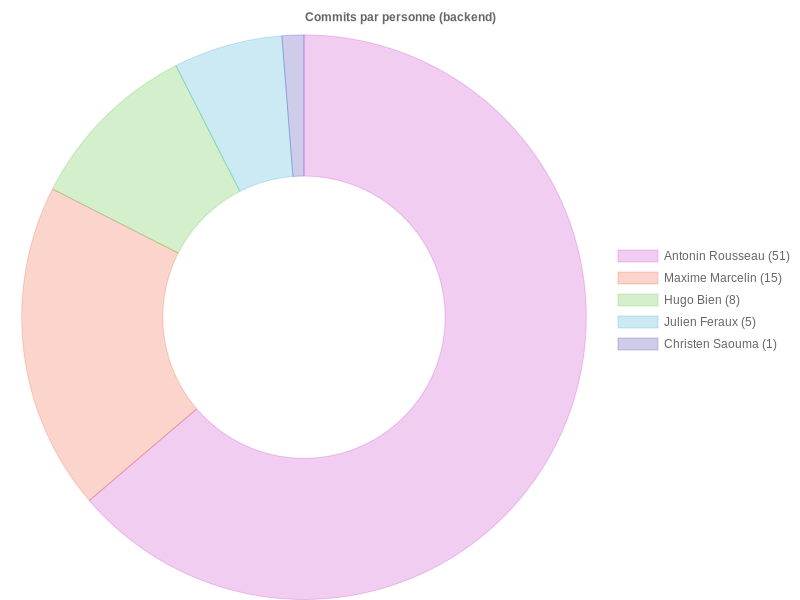 Commits par personne (backend)
Antonin Rousseau (51)
Maxime Marcelin (15)
Hugo Bien (8)
Julien Feraux (5)
Christen Saouma (1)